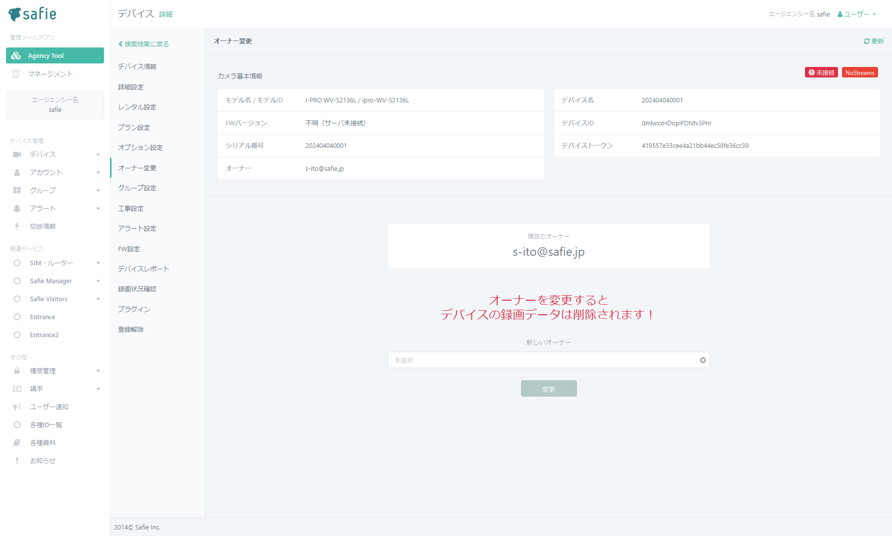 safie
デバイス 詳細
エージェンシー名 safie
ユーザー
管理ツールアプリ
Agency Tool
マネージメント
エージェンシー名
safie
デバイス管理
デバイス
アカウント
グループ
アラート
切断情報
関連サービス
SIM・ルーター
Safie Manager
Safie Visitors
Entrance
Entrance2
その他
権限管理
請求
ユーザー通知
各種ID一覧
各種資料
お知らせ
検索結果に戻る
デバイス情報
詳細設定
レンタル設定
プラン設定
オプション設定
オーナー変更
グループ設定
工事設定
アラート設定
FW設定
デバイスレポート
録画状況確認
プラグイン
登録解除
オーナー変更
更新
カメラ基本情報
未接続 NoStreams
モデル名 / モデルID i-PRO WV-S2136L / ipro-WV-S2136L
FWバージョン 不明（サーバ未接続）
シリアル番号 202404040001
オーナー s-ito@safie.jp
デバイス名 202404040001
デバイスID 0mlwxxHDopiFDNtv3Pnr
デバイストークン 419557e33cee4a21bb44ec58fe36cc39
現在のオーナー
s-ito@safie.jp
オーナーを変更すると
デバイスの録画データは削除されます！
新しいオーナー
未選択
変更
2014© Safie Inc.